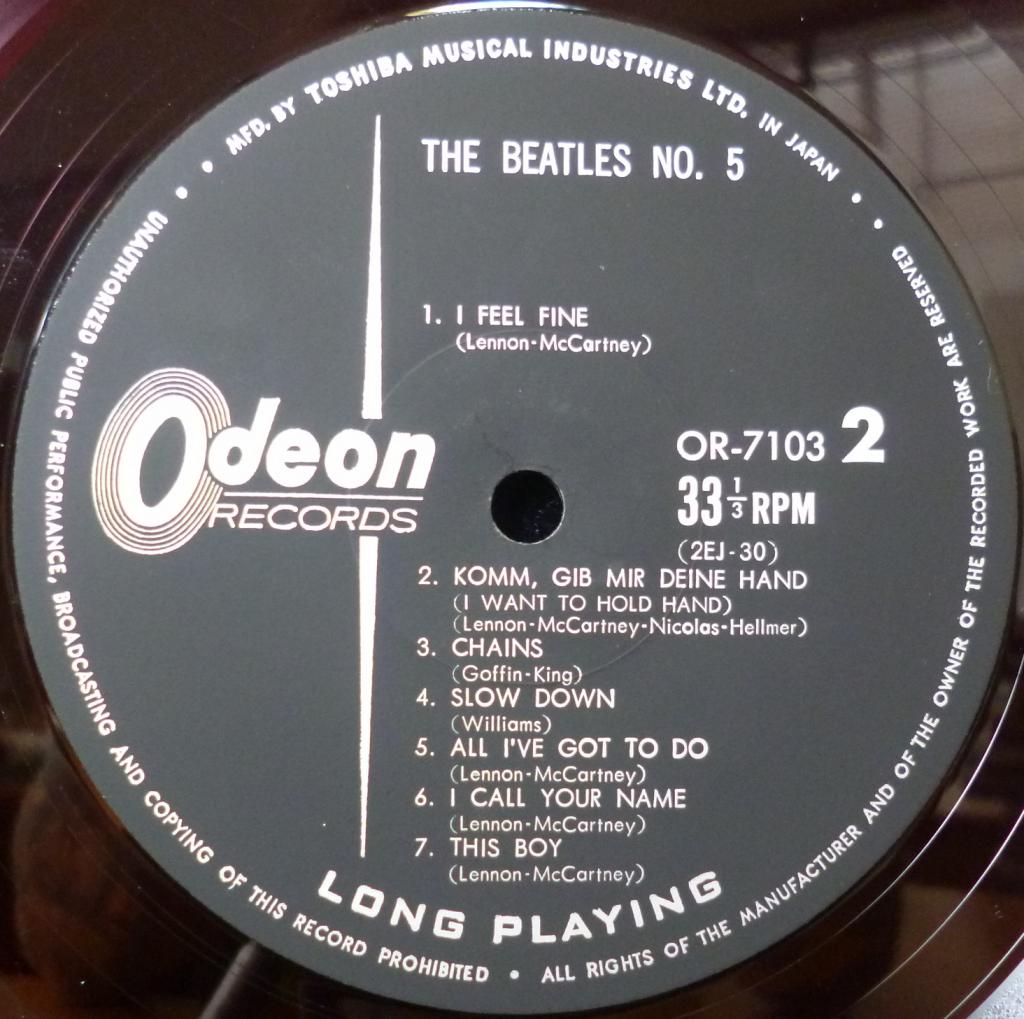 MFD. BY TOSHIBA MUSICAL INDUSTRIES LTD. IN JAPAN
THE BEATLES NO. 5
1. I FEEL FINE
(Lennon-McCartney)
Odeon
RECORDS
OR-7103 2
33 1/3 RPM
(2EJ-30)
2. KOMM, GIB MIR DEINE HAND
(I WANT TO HOLD HAND)
(Lennon-McCartney-Nicolas-Hellmer)
3. CHAINS
(Goffin-King)
4. SLOW DOWN
(Williams)
5. ALL I'VE GOT TO DO
(Lennon-McCartney)
6. I CALL YOUR NAME
(Lennon-McCartney)
7. THIS BOY
(Lennon-McCartney)
LONG PLAYING
UNAUTHORIZED PUBLIC PERFORMANCE, BROADCASTING AND COPYING OF THIS RECORD PROHIBITED • ALL RIGHTS OF THE MANUFACTURER AND OF THE OWNER OF THE RECORDED WORK ARE RESERVED